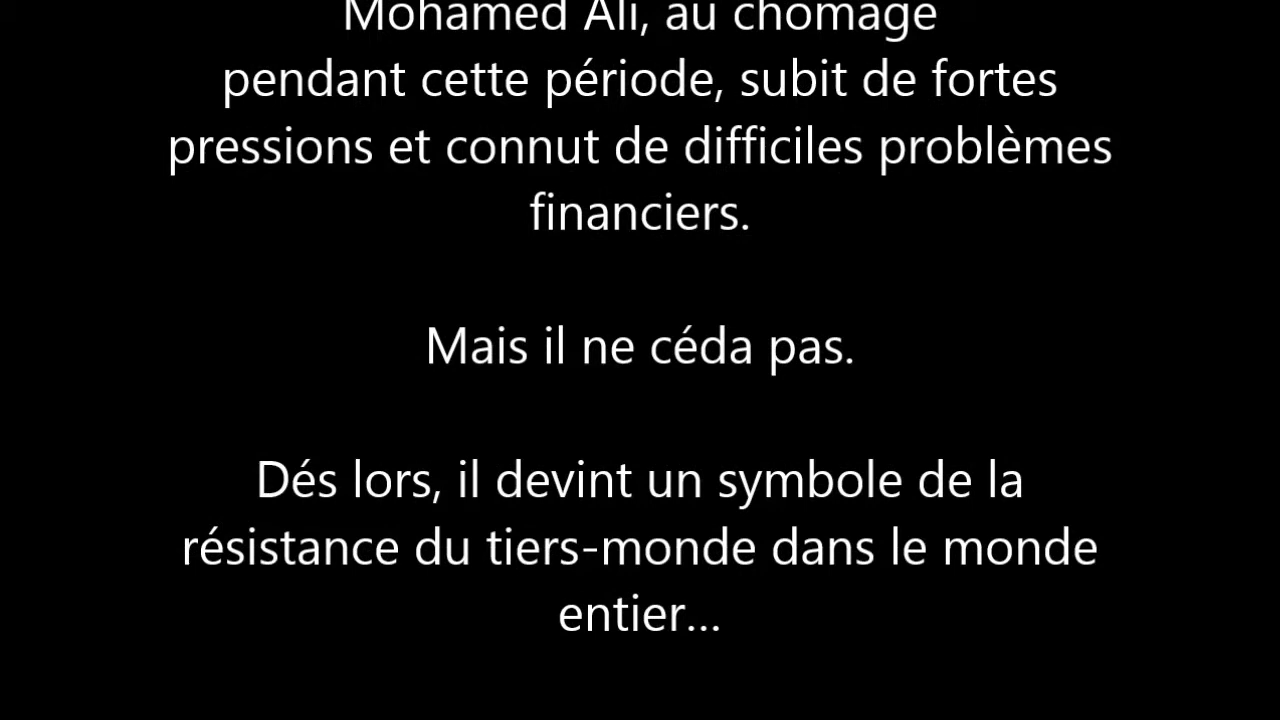 Mohamed Ali, au chomage
pendant cette période, subit de fortes
pressions et connut de difficiles problèmes
financiers.
Mais il ne céda pas.
Dés lors, il devint un symbole de la
résistance du tiers-monde dans le monde
entier...